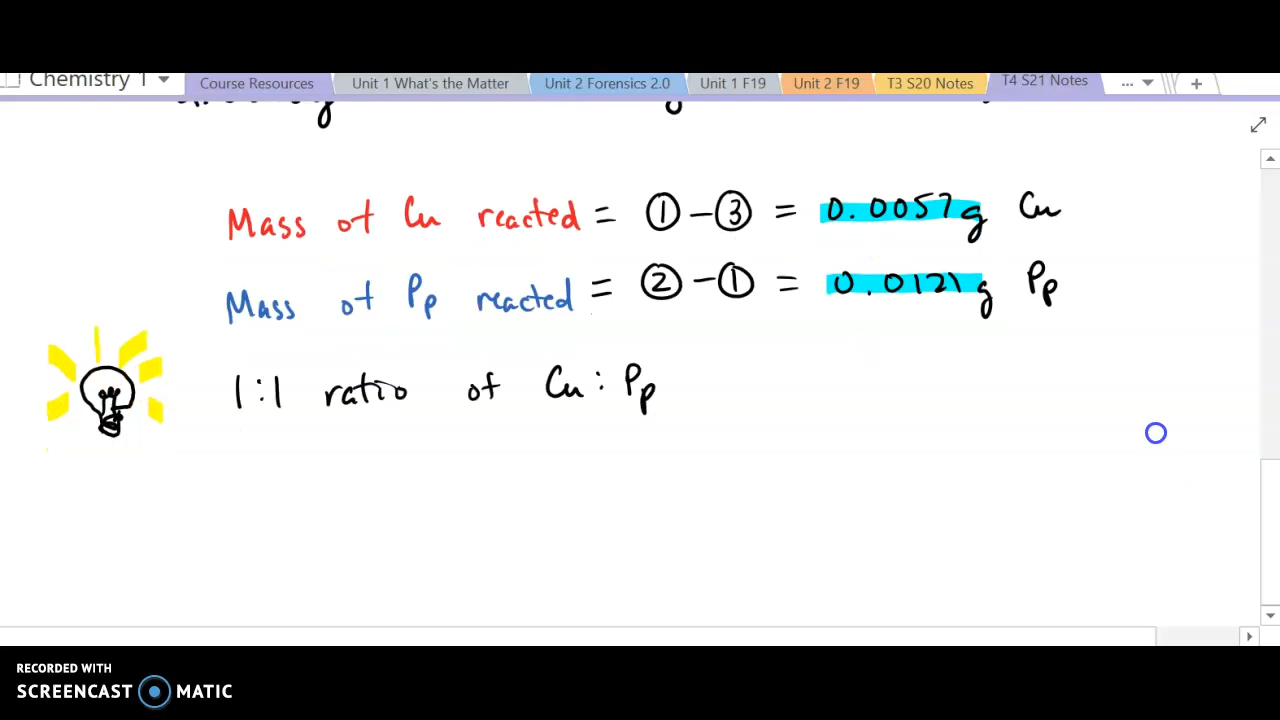 Chemistry 1
Course Resources
Unit 1 What's the Matter
Unit 2 Forensics 2.0
Unit 1 F19
Unit 2 F19
T3 S20 Notes
T4 S21 Notes
...
+
Mass of Cu reacted = ① - ③ = 0.0057g Cu
Mass of Pp reacted = ② - ① = 0.0121g Pp
1:1 ratio of Cu : Pp
RECORDED WITH
SCREENCAST MATIC